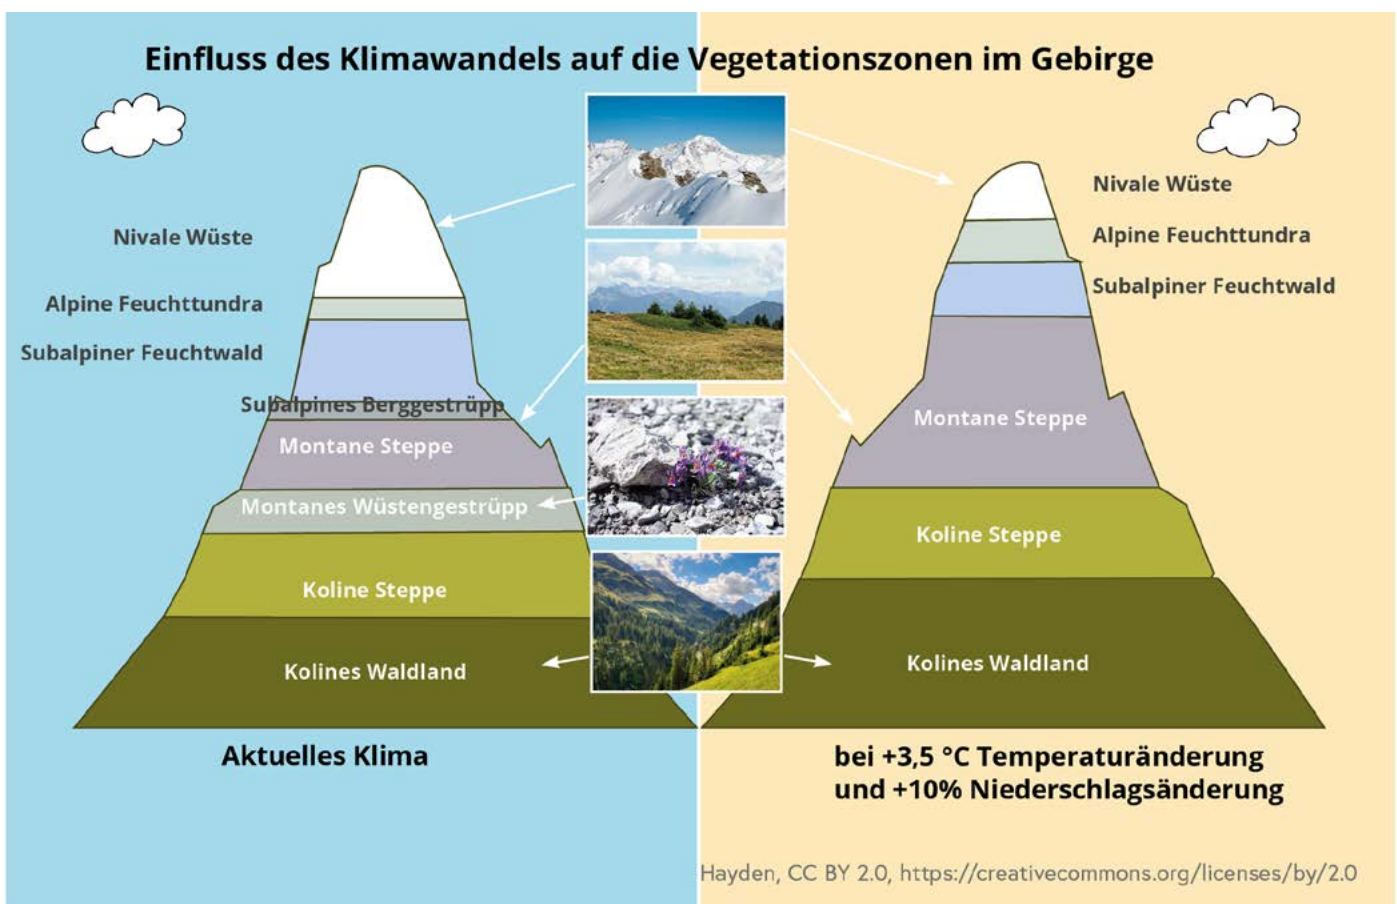 Einfluss des Klimawandels auf die Vegetationszonen im Gebirge
Nivale Wüste
Alpine Feuchttundra
Subalpiner Feuchtwald
Subalpines Berggestrüpp
Montane Steppe
Montanes Wüstengestrüpp
Koline Steppe
Kolines Waldland
Aktuelles Klima
Nivale Wüste
Alpine Feuchttundra
Subalpiner Feuchtwald
Montane Steppe
Koline Steppe
Kolines Waldland
bei +3,5 °C Temperaturänderung
und +10% Niederschlagsänderung
Hayden, CC BY 2.0, https://creativecommons.org/licenses/by/2.0